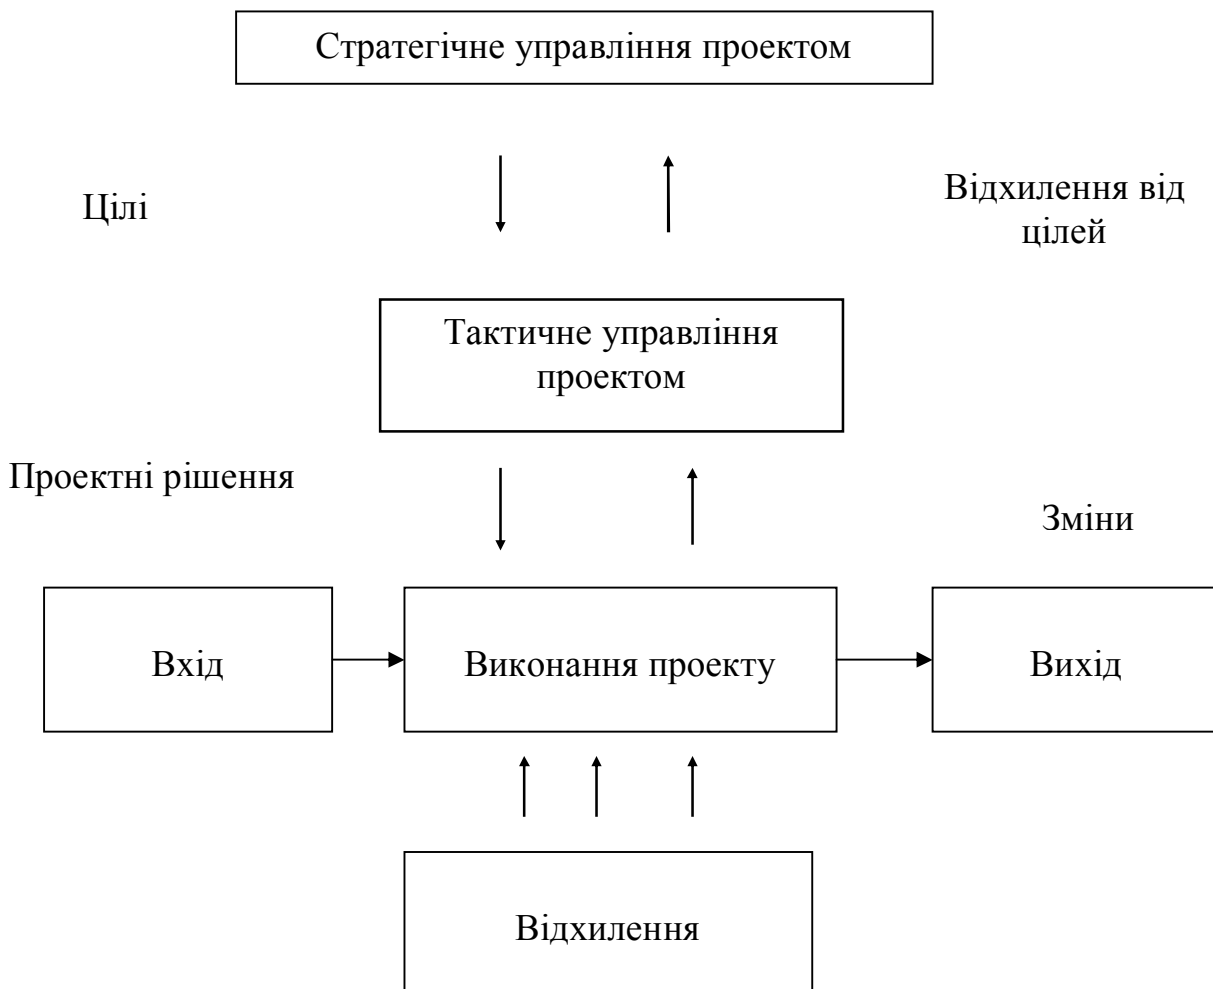 Стратегічне управління проектом
Цілі
Відхилення від
цілей
Тактичне управління
проектом
Проектні рішення
Зміни
Вхід
Виконання проекту
Вихід
Відхилення